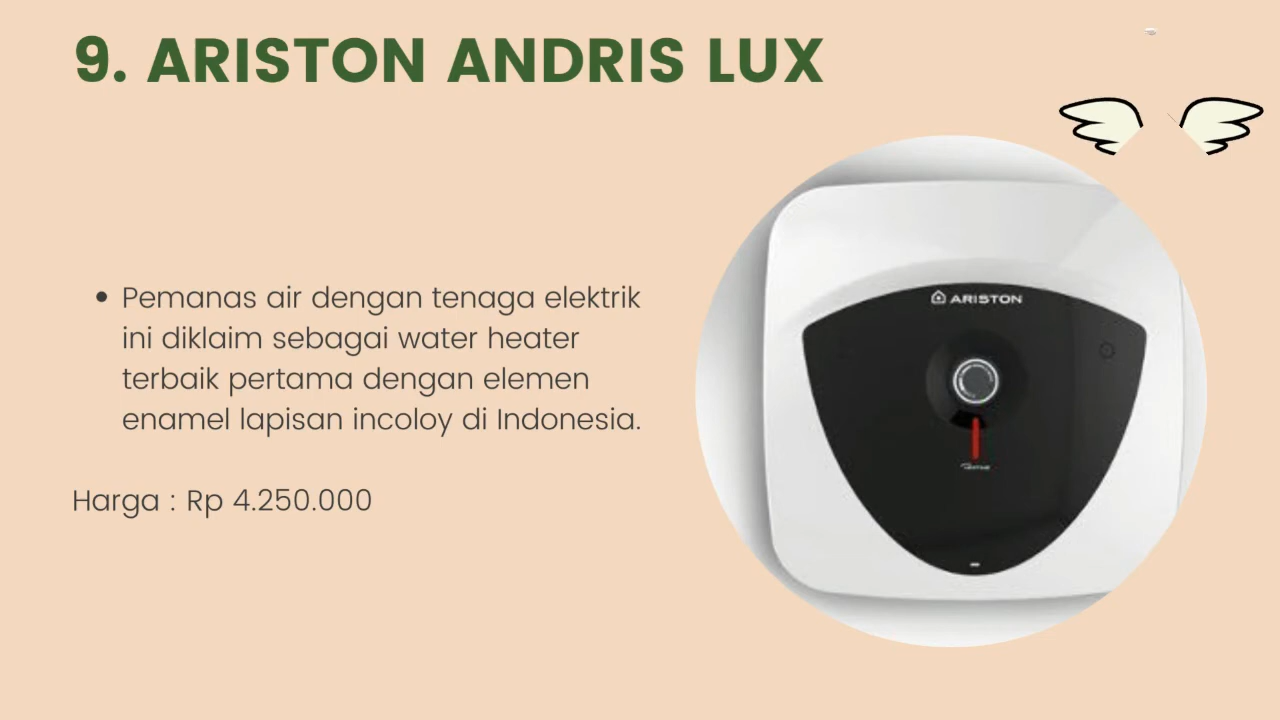 9. ARISTON ANDRIS LUX
ARISTON
• Pemanas air dengan tenaga elektrik
ini diklaim sebagai water heater
terbaik pertama dengan elemen
enamel lapisan incoloy di Indonesia.
Harga : Rp 4.250.000